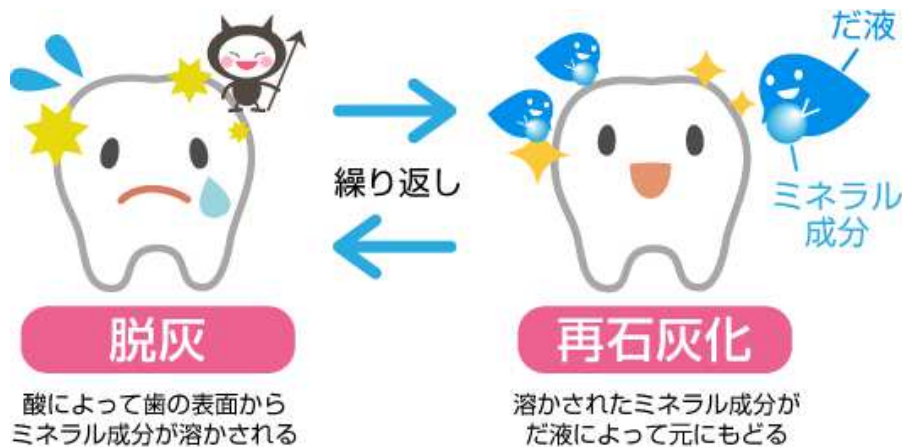 だ液
繰り返し
ミネラル
成分
脱灰
再石灰化
酸によって歯の表面から
ミネラル成分が溶かされる
溶かされたミネラル成分が
だ液によって元にもどる